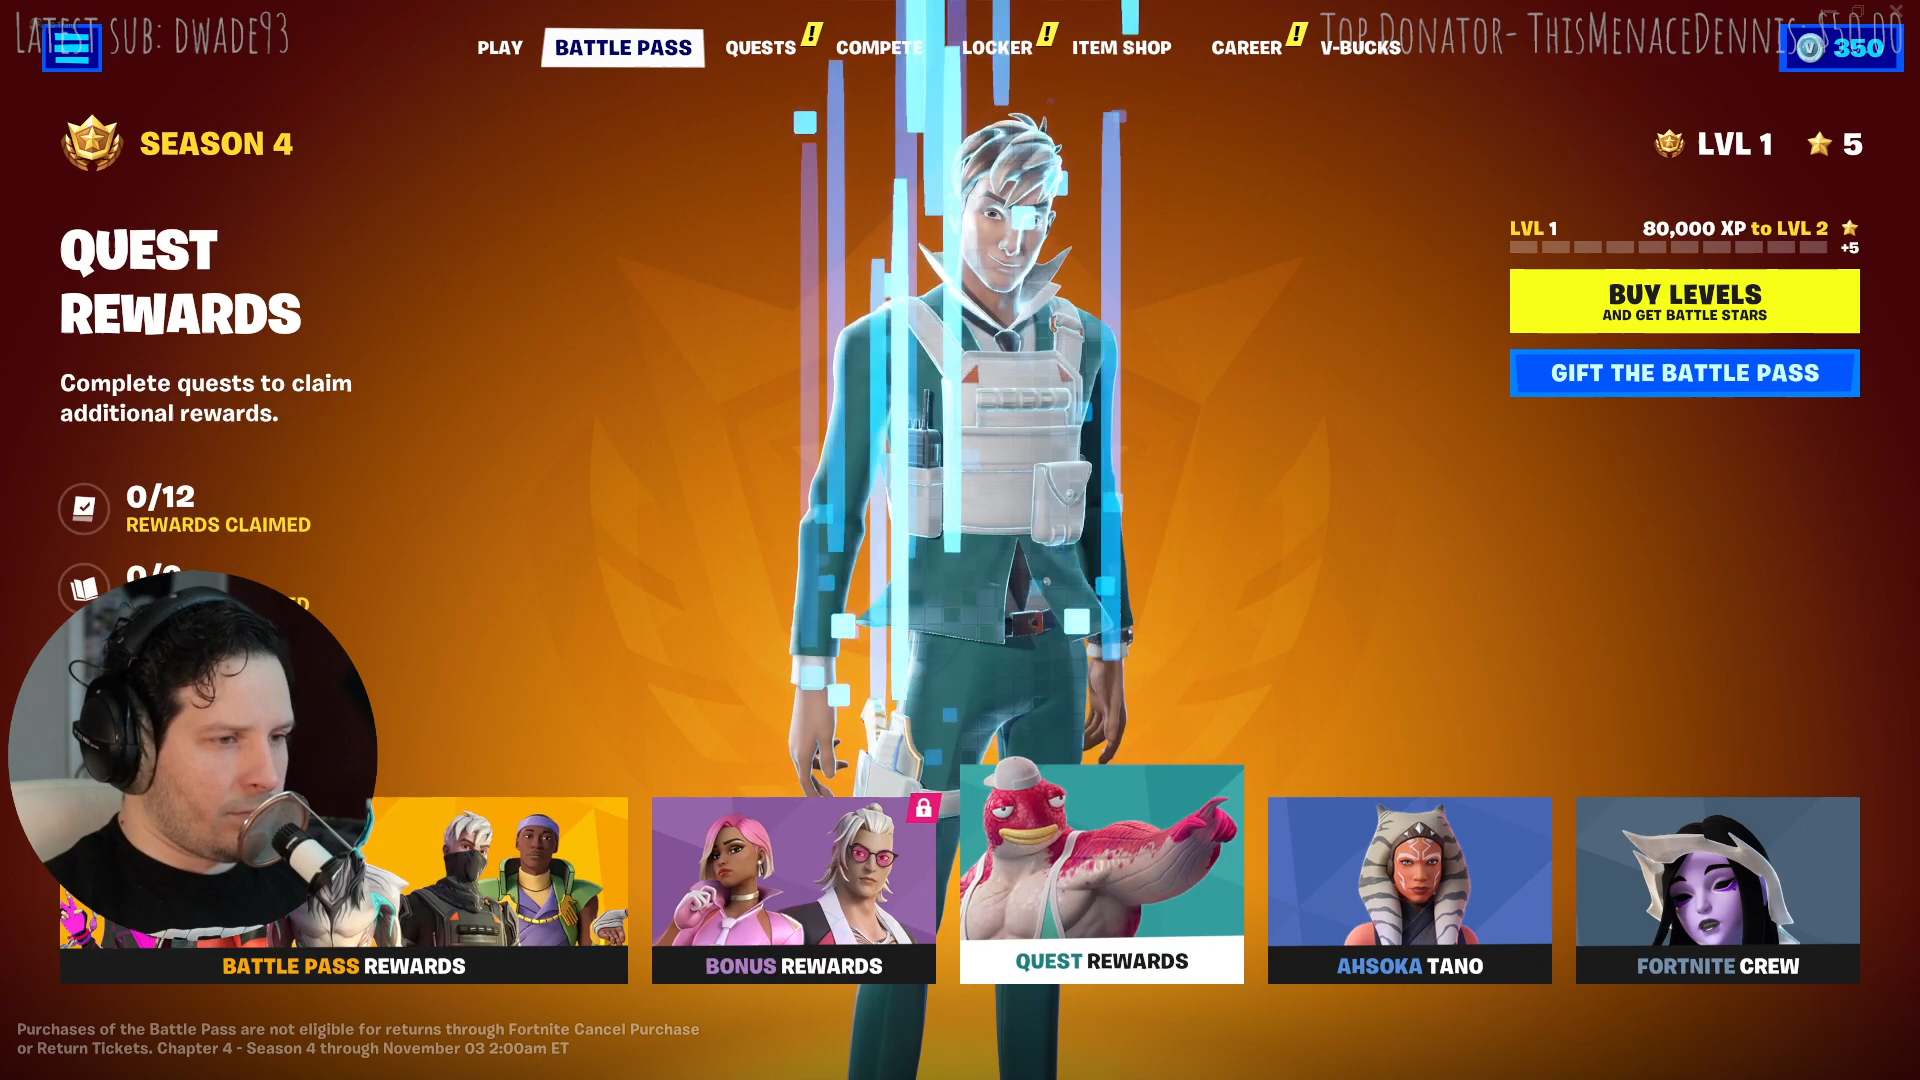 LATEST SUB: DWADE93
TOP DONATOR- THISMENACEDENNIS: $50.00
PLAY
BATTLE PASS
QUESTS
COMPETE
LOCKER
ITEM SHOP
CAREER
V-BUCKS
350
SEASON 4
LVL 1
5
QUEST
REWARDS
LVL 1
80,000 XP to LVL 2
+5
BUY LEVELS
AND GET BATTLE STARS
GIFT THE BATTLE PASS
Complete quests to claim
additional rewards.
0/12
REWARDS CLAIMED
BATTLE PASS REWARDS
BONUS REWARDS
QUEST REWARDS
AHSOKA TANO
FORTNITE CREW
Purchases of the Battle Pass are not eligible for returns through Fortnite Cancel Purchase
or Return Tickets. Chapter 4 - Season 4 through November 03 2:00am ET